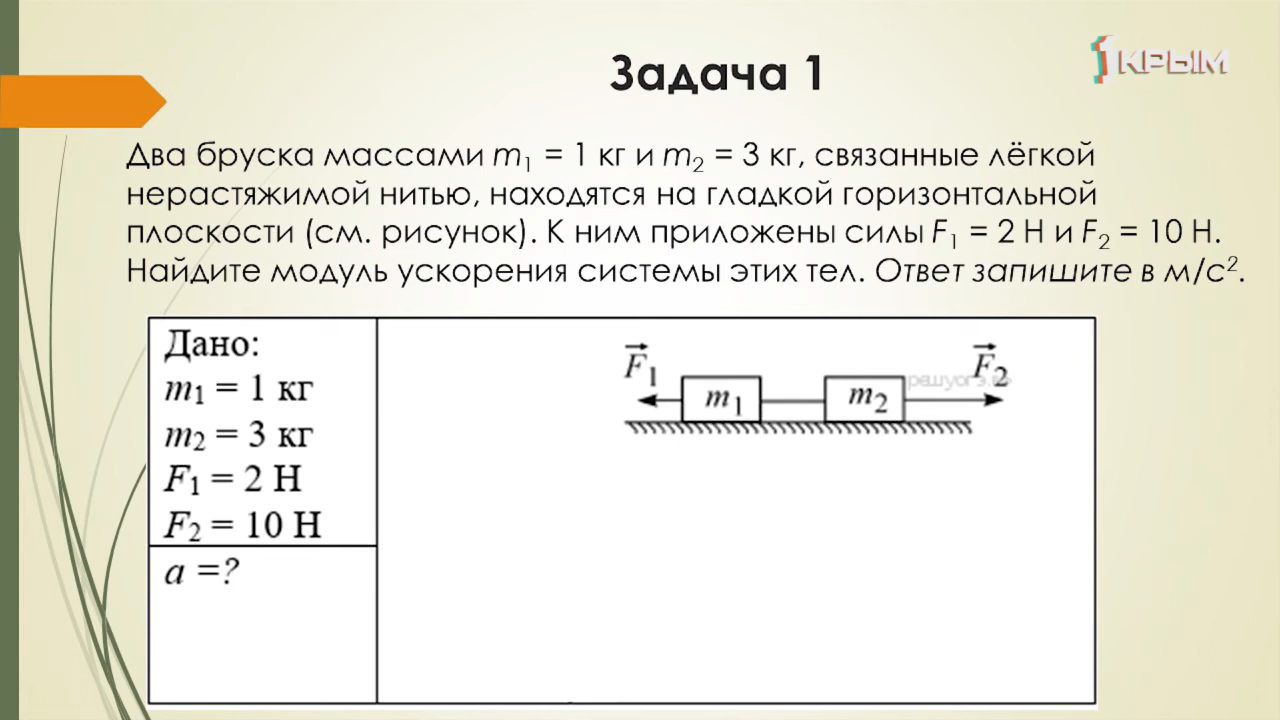 Задача 1
1 КРЫМ
Два бруска массами m₁ = 1 кг и m₂ = 3 кг, связанные лёгкой
нерастяжимой нитью, находятся на гладкой горизонтальной
плоскости (см. рисунок). К ним приложены силы F₁ = 2 Н и F₂ = 10 Н.
Найдите модуль ускорения системы этих тел. Ответ запишите в м/с².
Дано:
m₁ = 1 кг
m₂ = 3 кг
F₁ = 2 Н
F₂ = 10 Н
a =?
F₁
F₂
m₁
m₂